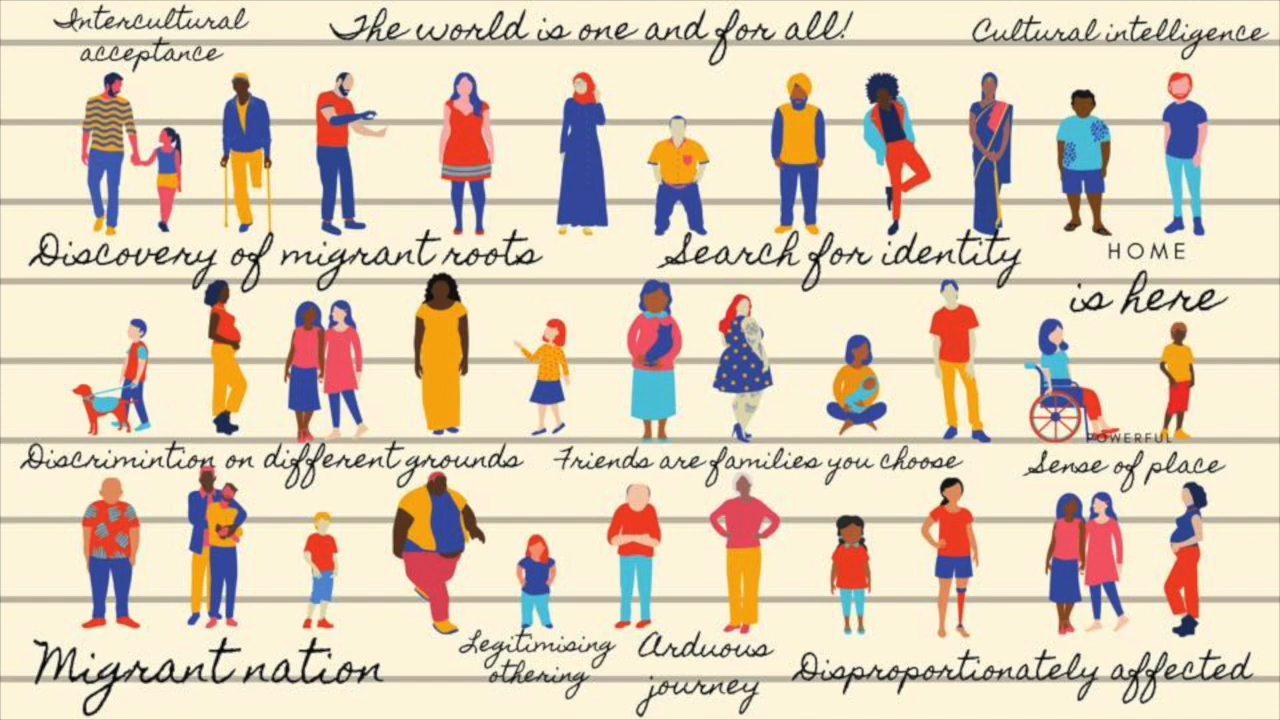 Intercultural
acceptance
The world is one and for all!
Cultural intelligence
Discovery of migrant roots
Search for identity
HOME
is here
POWERFUL
Discrimintion on different grounds
Friends are families you choose
Sense of place
Migrant nation
Legitimising
othering
Arduous
journey
Disproportionately affected